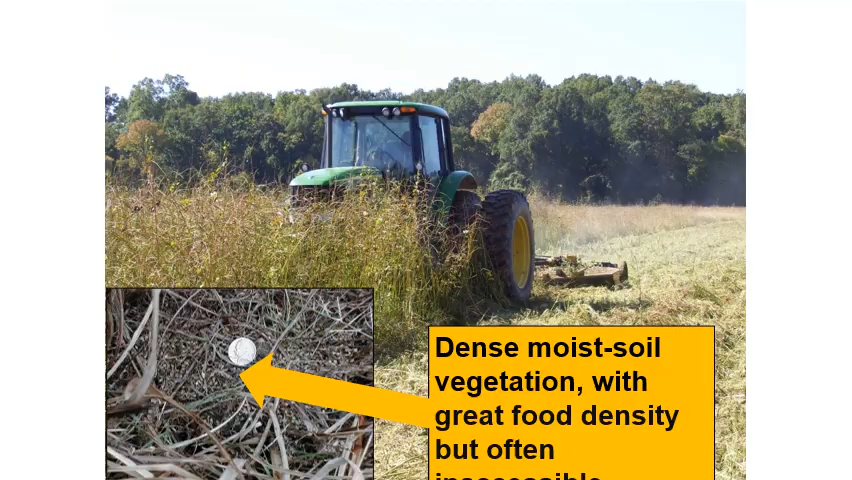 Dense moist-soil
vegetation, with
great food density
but often